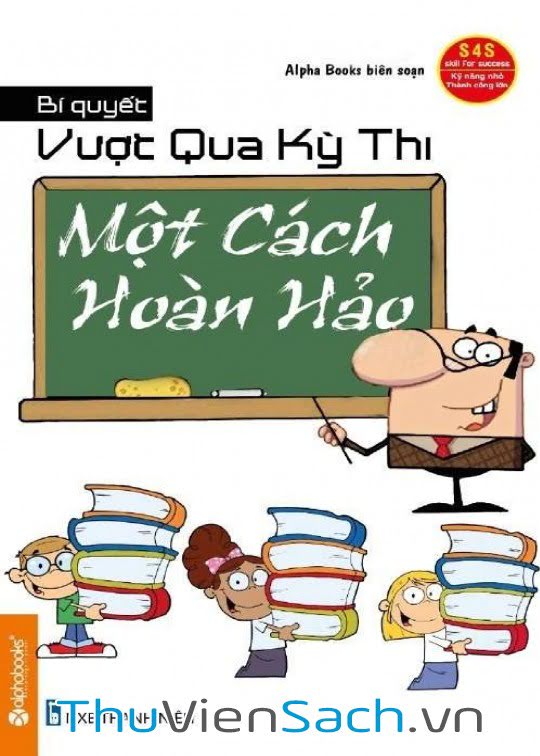 Alpha Books biên soạn
S4S
skill for success
Kỹ năng nhỏ
Thành công lớn
Bí quyết
Vượt Qua Kỳ Thi
Một Cách
Hoàn Hảo
alphabooks®
ThuVienSach.vn